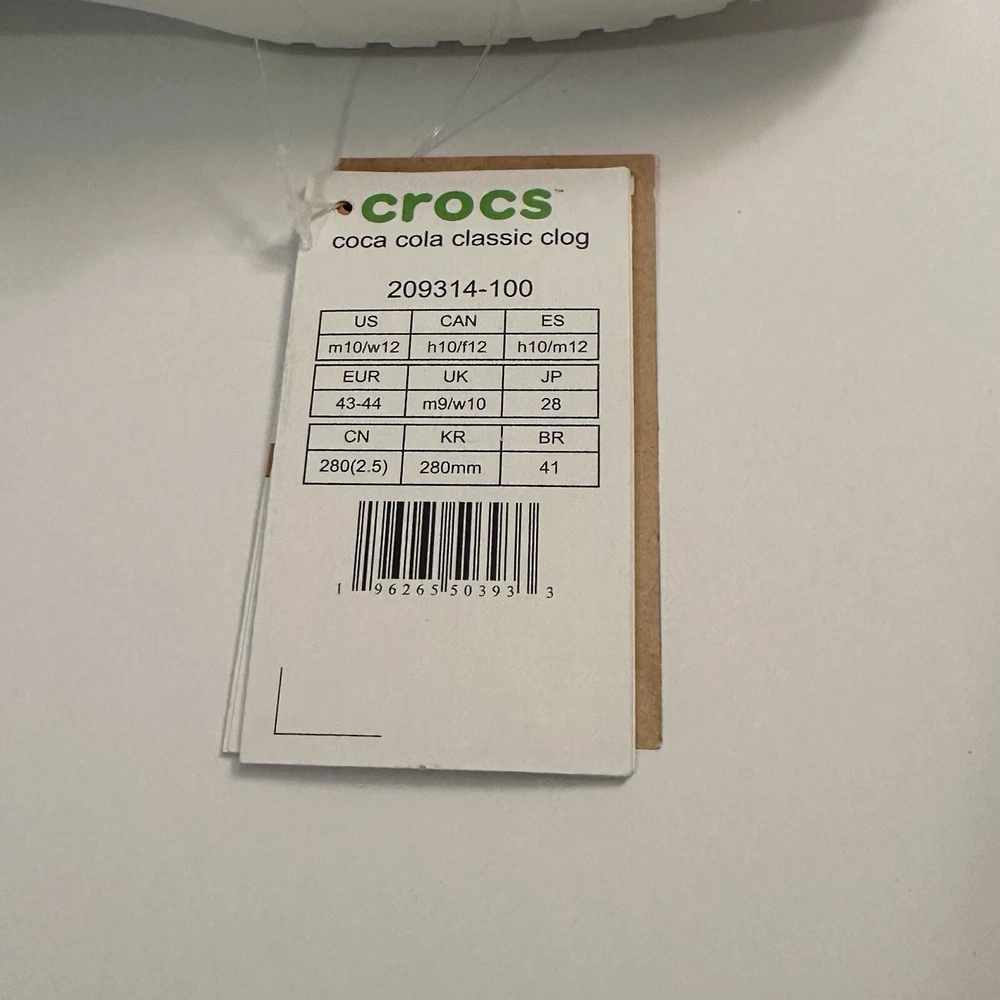 crocs™
coca cola classic clog
209314-100
US CAN ES
m10/w12 h10/f12 h10/m12
EUR UK JP
43-44 m9/w10 28
CN KR BR
280(2.5) 280mm 41
1 96265 50393 3